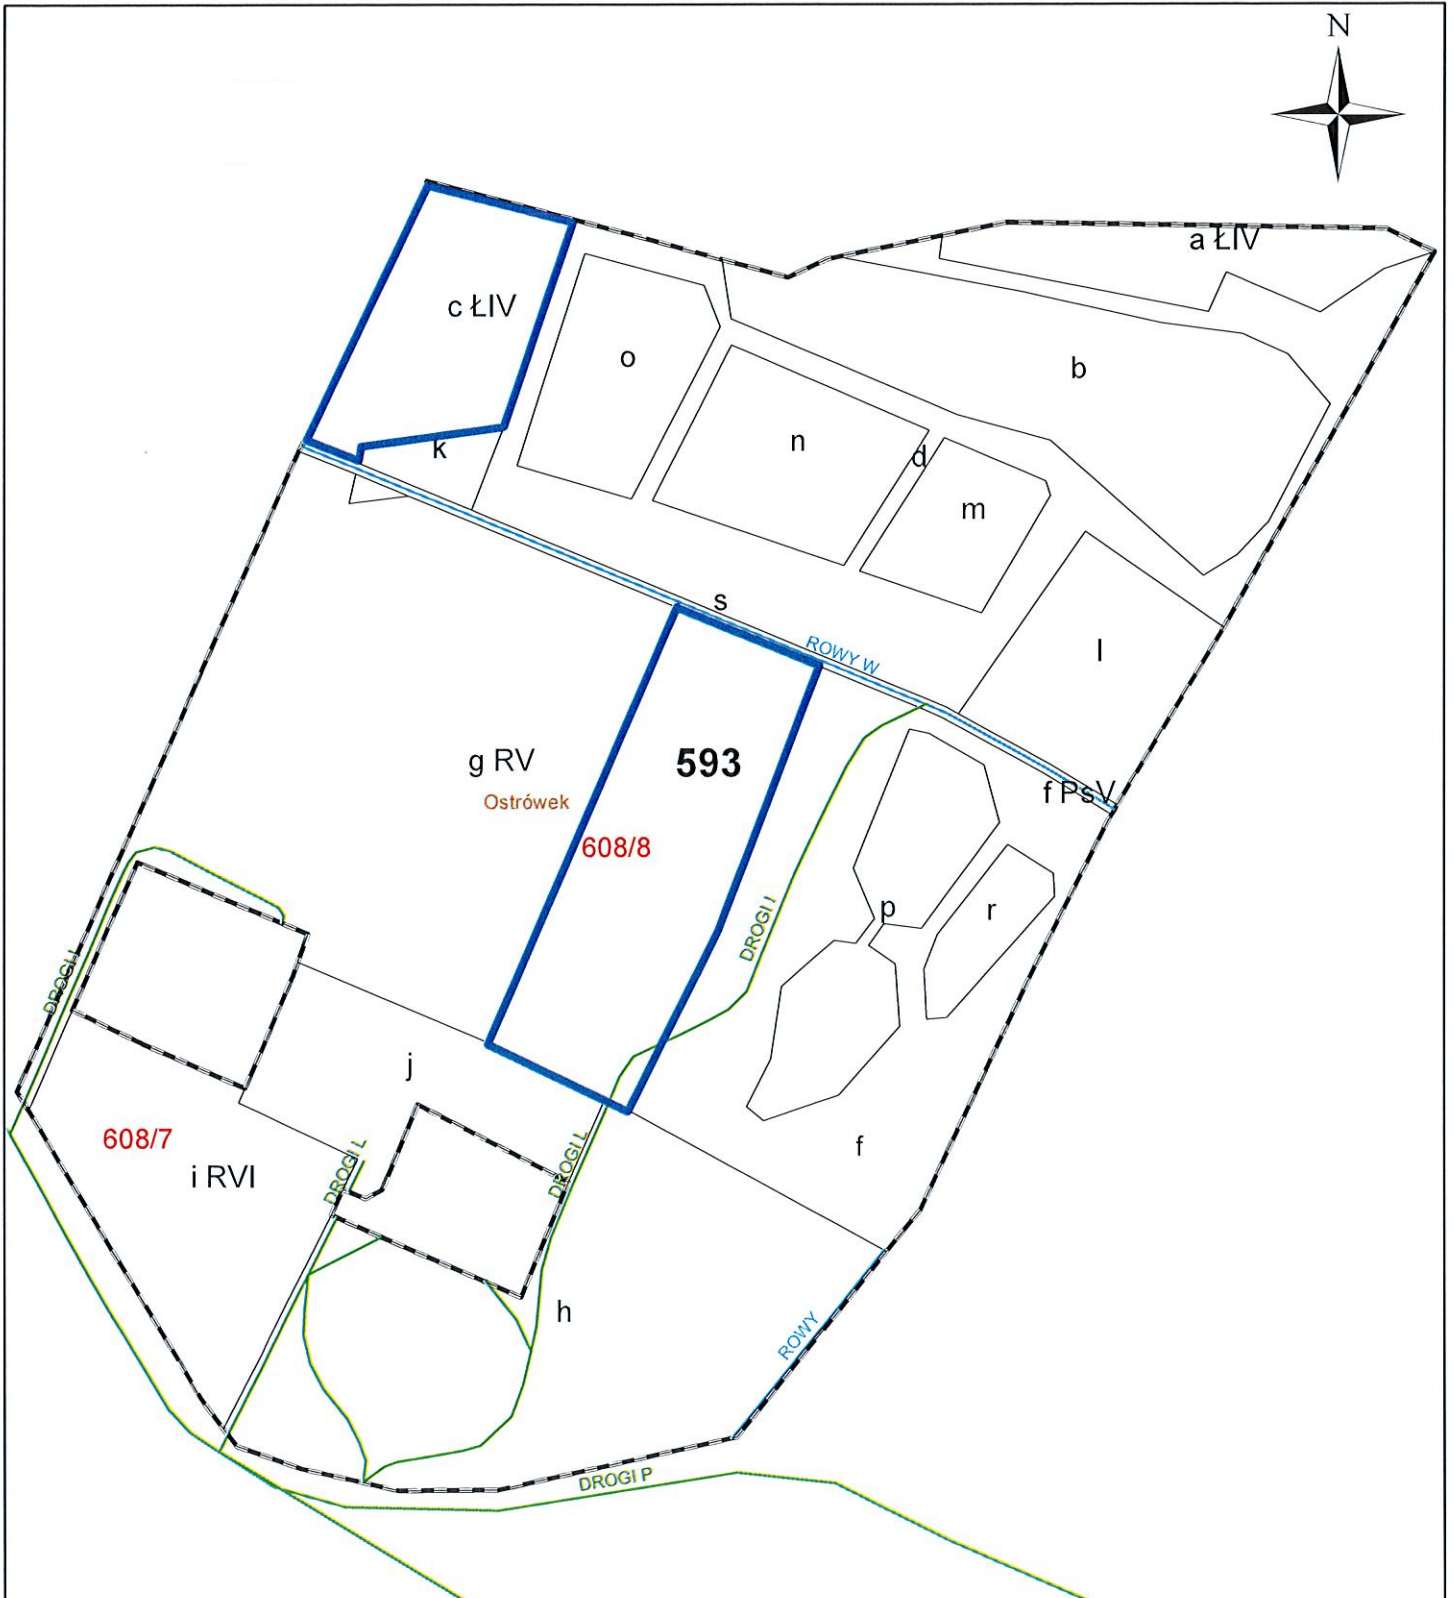 N
a ŁIV
c ŁIV
o
b
n
k
d
m
s
ROWY W
l
g RV
593
f PsV
Ostrówek
608/8
p
r
DROGI I
DROGI L
j
608/7
f
i RVI
DROGI L
DROGI L
h
ROWY
DROGI P